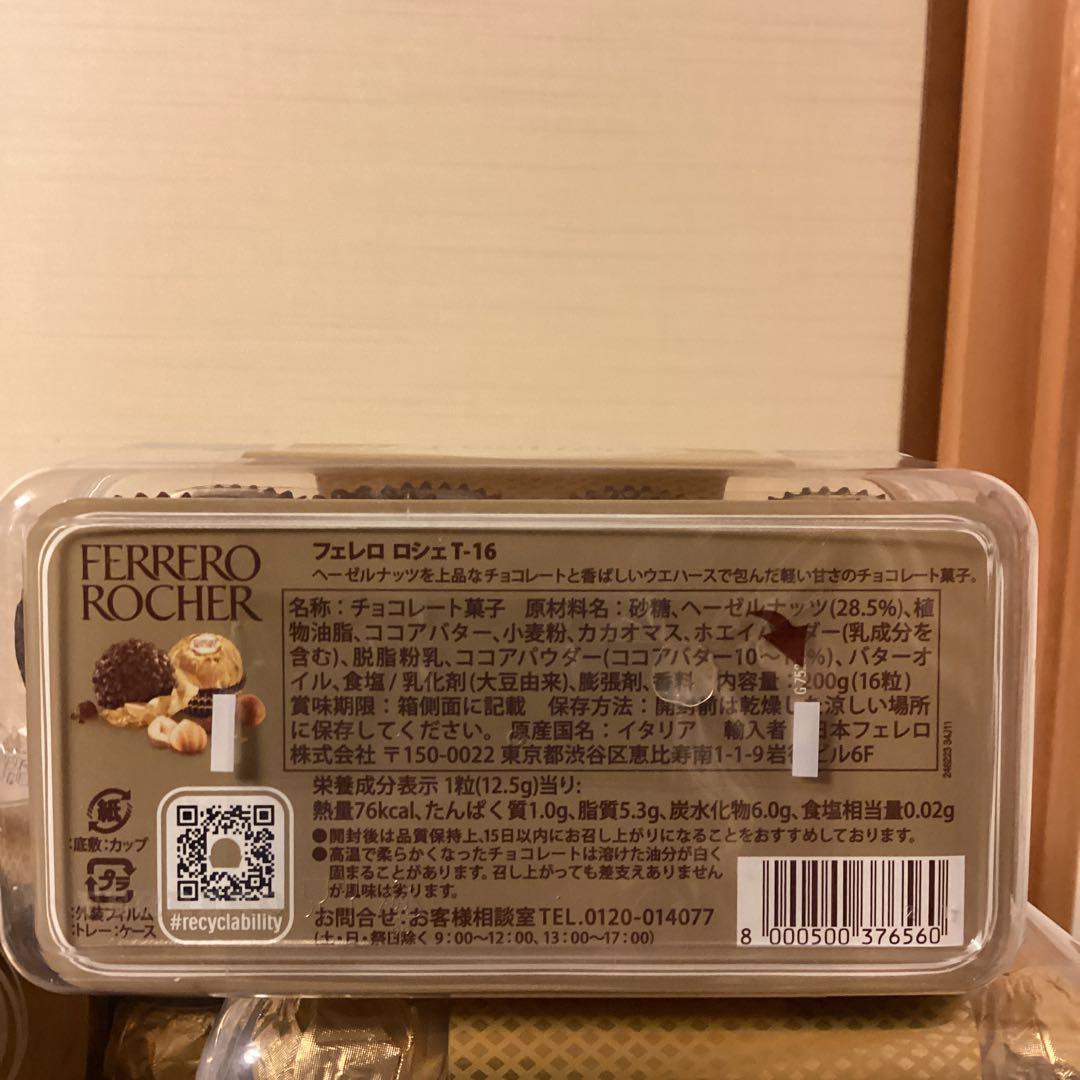 FERRERO
ROCHER
フェレロ ロシェ T-16
ヘーゼルナッツを上品なチョコレートと香ばしいウエハースで包んだ軽い甘さのチョコレート菓子。
名称：チョコレート菓子 原材料名：砂糖、ヘーゼルナッツ(28.5%)、植
物油脂、ココアバター、小麦粉、カカオマス、ホエイパウダー(乳成分を
含む)、脱脂粉乳、ココアパウダー(ココアバター10～ %)、バターオ
イル、食塩/乳化剤(大豆由来)、膨張剤、香料 内容量：200g(16粒)
賞味期限：箱側面に記載 保存方法：開封前は乾燥した涼しい場所
に保存してください。 原産国名：イタリア 輸入者 日本フェレロ
株式会社 〒150-0022 東京都渋谷区恵比寿南1-1-9岩 ビル6F
栄養成分表示 1粒(12.5g)当り:
熱量76kcal、たんぱく質1.0g、脂質5.3g、炭水化物6.0g、食塩相当量0.02g
●開封後は品質保持上、15日以内にお召し上がりになることをおすすめしております。
●高温で柔らかくなったチョコレートは溶けた油分が白く
固まることがあります。召し上がっても差支えありません
が風味は劣ります。
お問合せ：お客様相談室 TEL.0120-014077
(土・日・祭日除く 9：00～12：00、13：00～17：00)
紙
:底敷:カップ
プラ
:外装フィルム
:トレー:ケース
#recyclability
8 000500 376560